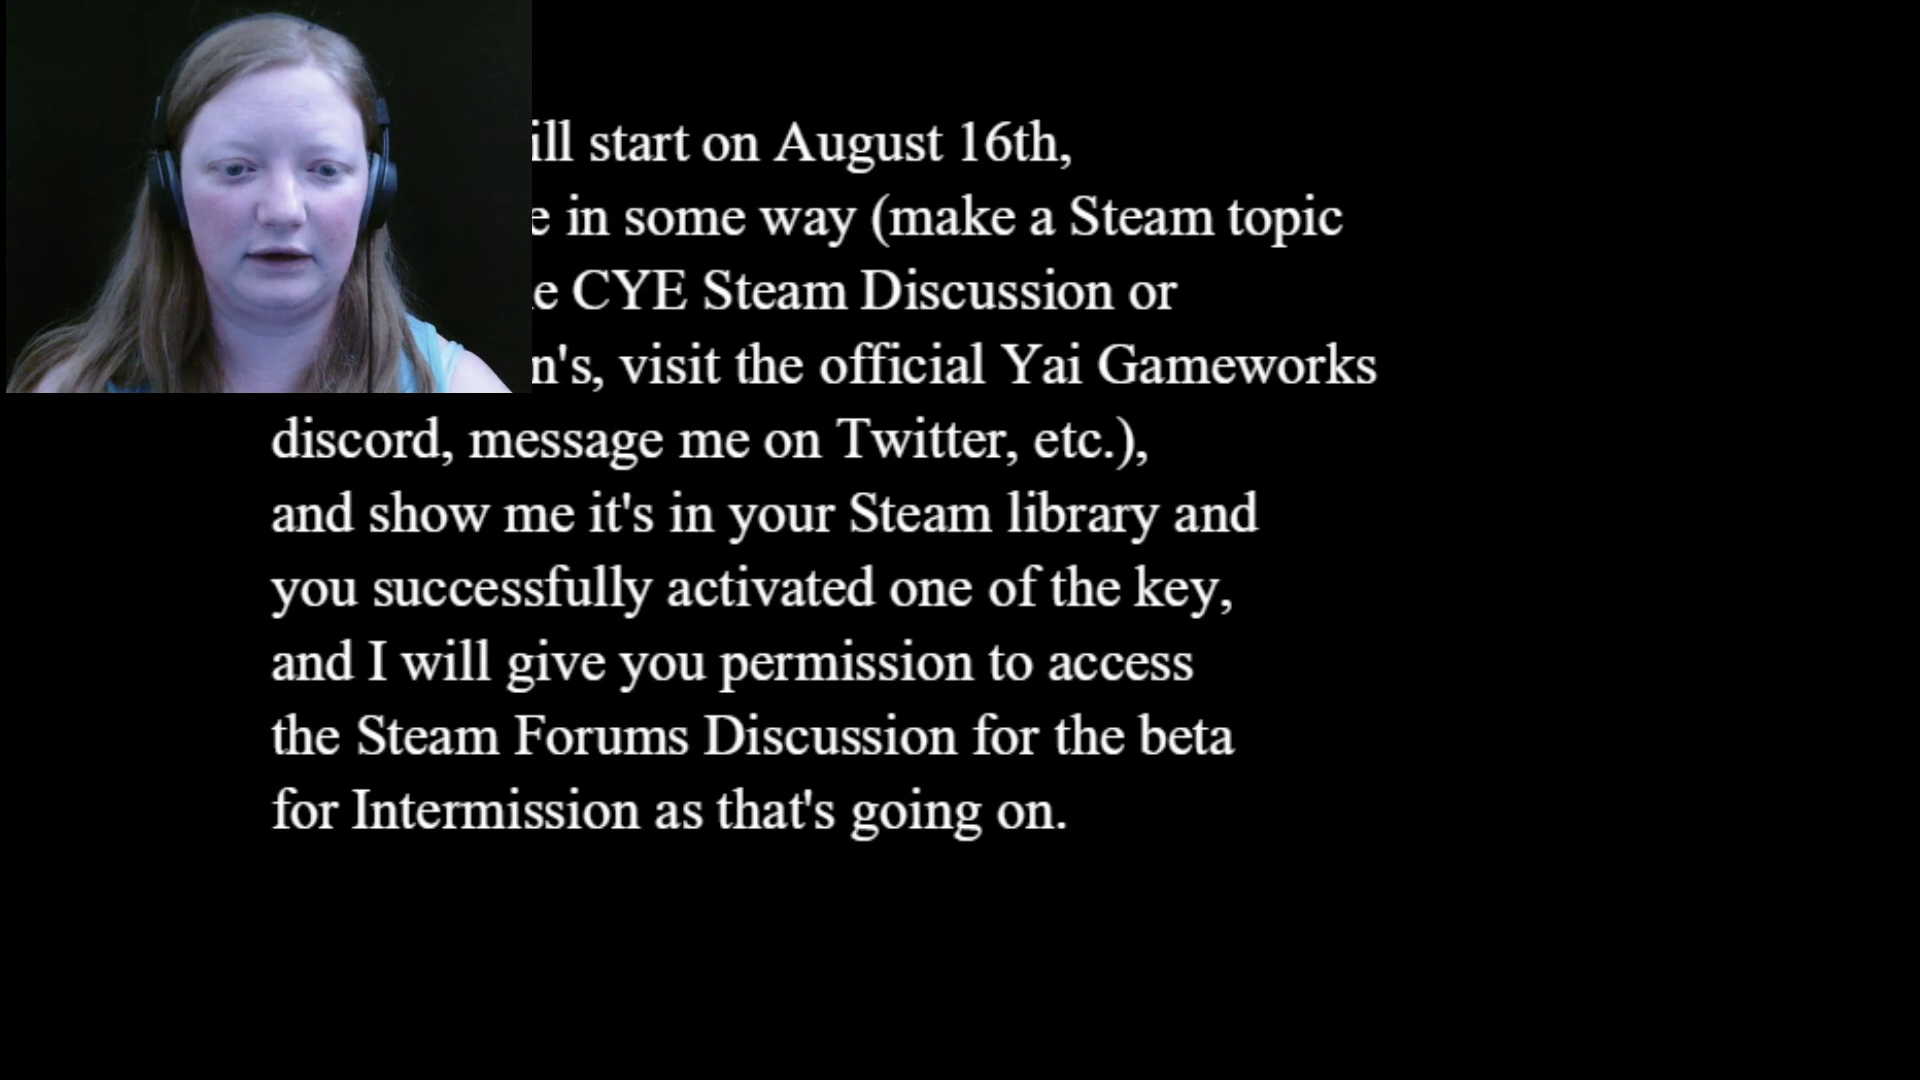 start on August 16th,
in some way (make a Steam topic
CYE Steam Discussion or
visit the official Yai Gameworks
discord, message me on Twitter, etc.),
and show me it's in your Steam library and
you successfully activated one of the key,
and I will give you permission to access
the Steam Forums Discussion for the beta
for Intermission as that's going on.